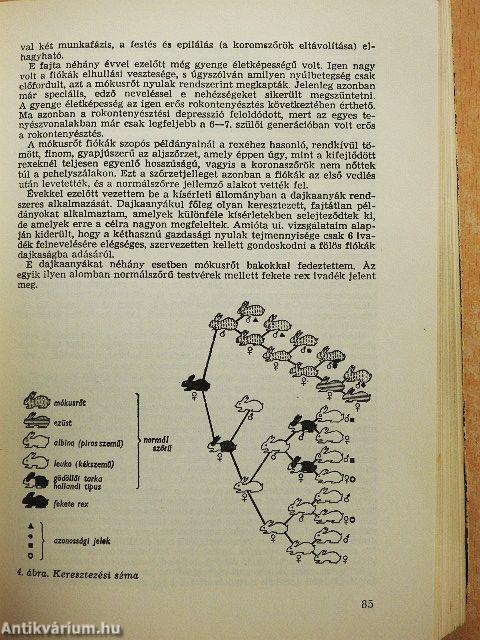 val két munkafázis, a festés és epilálás (a koromszőrök eltávolítása) el-
hagyható.
E fajta néhány évvel ezelőtt még gyenge életképességű volt. Igen nagy
volt a fiókák elhullási vesztesége, s úgyszólván amilyen nyúlbetegség csak
előfordult, azt a mókusrőt nyulak rendszerint megkapták. Jelenleg azonban
már speciális, edző neveléssel e nehézségeket sikerült megszüntetni.
A gyenge életképesség az igen erős rokontenyésztés következtében érthető.
Ma azonban a rokontenyésztési depresszió feloldódott, mert az egyes te-
nyészvonalakban már csak legfeljebb a 6—7. szülői generációban volt erős
a rokontenyésztés.
A mókusrőt fiókák szopós példányainál a rexéhez hasonló, rendkívül tö-
mött, finom, gyapjúszerű az aljszőrzet, amely éppen úgy, mint a kifejlődött
rexeknél teljesen egyenlő hosszúságú, vagyis a koronaszőrök nem nőttek
túl a pehelyszálakon. Ezt a szőrzetjelleget azonban a fiókák az első vedlés
után levetették, és a normálszőrre jellemző alakot vették fel.
Évekkel ezelőtt vezettem be a kísérleti állományban a dajkaanyák rend-
szeres alkalmazását. Dajkaanyákul főleg olyan keresztezett, fajtátlan pél-
dányokat alkalmaztam, amelyek különféle kísérletekben selejteződtek ki,
de amelyek erre a célra nagyon megfeleltek. Amióta ui. vizsgálataim alap-
ján kiderült, hogy a kéthasznú gazdasági nyulak tejmennyisége csak 6 iva-
dék felnevelésére elégséges, szervezetten kellett gondoskodni a fölös fiókák
dajkaságba adásáról.
E dajkaanyákat néhány esetben mókusrőt bakokkal fedeztettem. Az
egyik ilyen alomban normálszőrű testvérek mellett fekete rex ivadék jelent
meg.
mókusrőt
ezüst
albino (piros szemű)
leuko (kékszemű)
gödöllői tarka
hollandi típus
normál
szőrű
fekete rex
azonossági jelek
4. ábra. Keresztezési séma
85
Antikvárium.hu